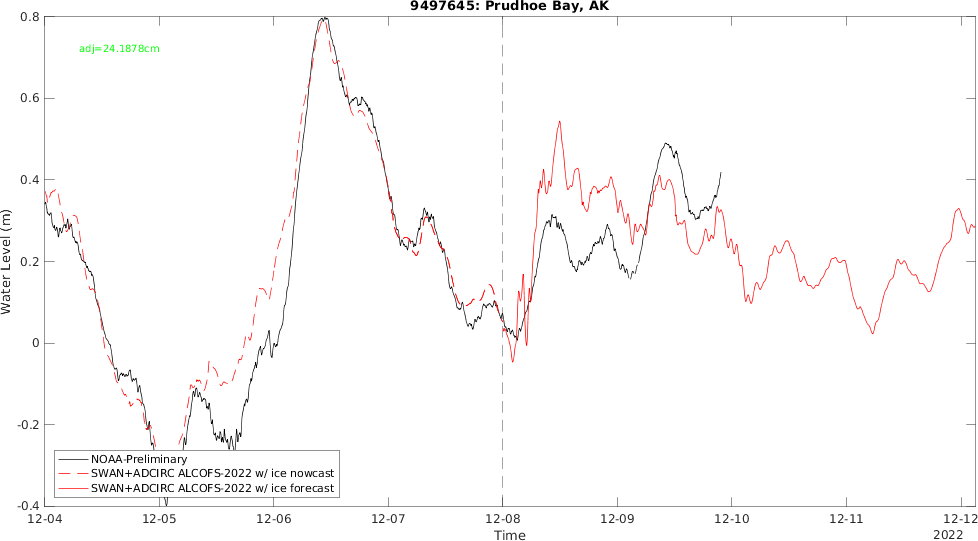 9497645: Prudhoe Bay, AK
adj=24.1878cm
Water Level (m)
0.8
0.6
0.4
0.2
0
-0.2
-0.4
NOAA-Preliminary
SWAN+ADCIRC ALCOFS-2022 w/ ice nowcast
SWAN+ADCIRC ALCOFS-2022 w/ ice forecast
12-04 12-05 12-06 12-07 12-08 12-09 12-10 12-11 12-12
Time
2022